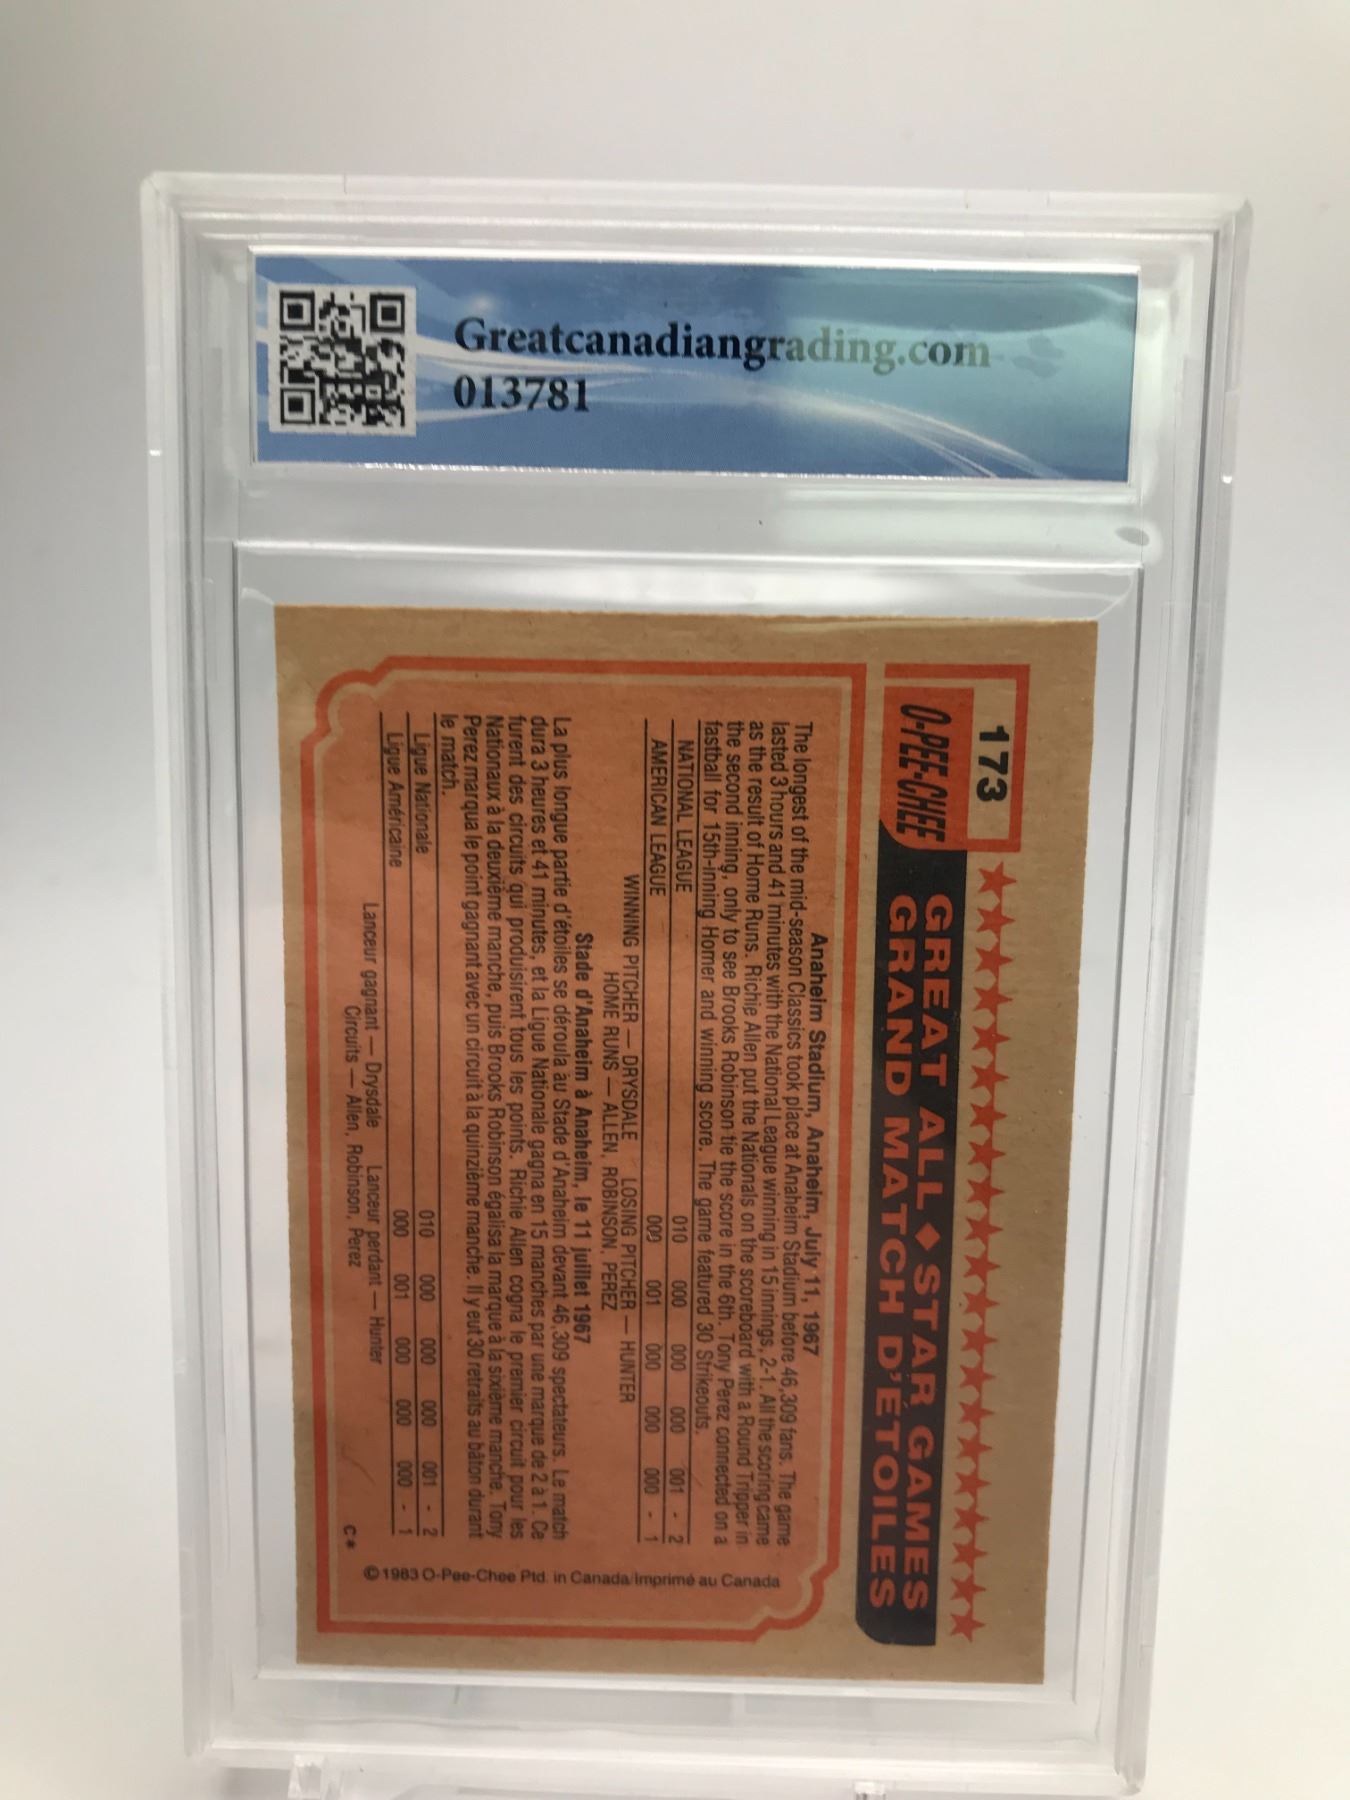 Greatcanadiangrading.com
013781
173
O-PEE-CHEE
GREAT ALL◆STAR GAMES
GRAND MATCH D'ÉTOILES
Anaheim Stadium, Anaheim, July 11, 1967
The longest of the mid-season Classics took place at Anaheim Stadium before 46,309 fans. The game
lasted 3 hours and 41 minutes with the National League winning in 15 innings, 2-1. All the scoring came
as the result of Home Runs. Richie Allen put the Nationals on the scoreboard with a Round Tripper in
the second inning, only to see Brooks Robinson tie the score in the 6th. Tony Perez connected on a
fastball for 15th-inning Homer and winning score. The game featured 30 Strikeouts.
NATIONAL LEAGUE 010 000 000 000 001 - 2
AMERICAN LEAGUE 000 001 000 000 000 - 1
WINNING PITCHER — DRYSDALE LOSING PITCHER — HUNTER
HOME RUNS — ALLEN, ROBINSON, PEREZ
Stade d'Anaheim à Anaheim, le 11 juillet 1967
La plus longue partie d'étoiles se déroula au Stade d'Anaheim devant 46,309 spectateurs. Le match
dura 3 heures et 41 minutes, et la Ligue Nationale gagna en 15 manches par une marque de 2 à 1. Ce
furent des circuits qui produisirent tous les points. Richie Allen cogna le premier circuit pour les
Nationaux à la deuxième manche, puis Brooks Robinson égalisa la marque à la sixième manche. Tony
Perez marqua le point gagnant avec un circuit à la quinzième manche. Il y eut 30 retraits au bâton durant
le match.
Ligue Nationale 010 000 000 000 001 - 2
Ligue Américaine 000 001 000 000 000 - 1
Lanceur gagnant — Drysdale Lanceur perdant — Hunter
Circuits — Allen, Robinson, Perez
C*
© 1983 O-Pee-Chee Ptd. in Canada/Imprimé au Canada